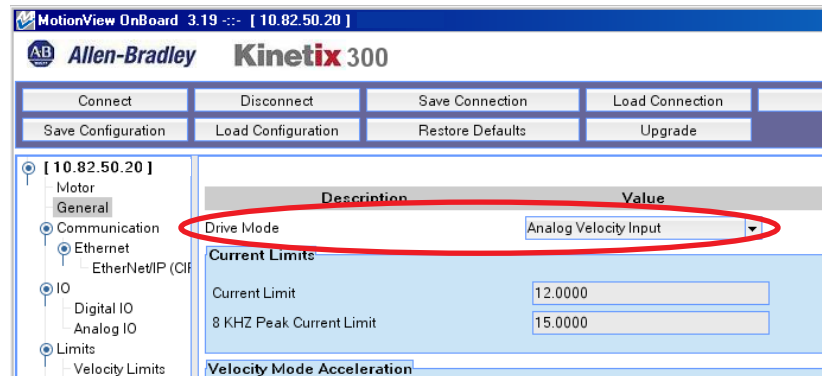 MotionView OnBoard 3.19 -::- [ 10.82.50.20 ]
AB Allen-Bradley Kinetix 300
Connect Disconnect Save Connection Load Connection
Save Configuration Load Configuration Restore Defaults Upgrade
[ 10.82.50.20 ]
Motor
General
Communication
Ethernet
EtherNet/IP (CIF
IO
Digital IO
Analog IO
Limits
Velocity Limits
Description Value
Drive Mode Analog Velocity Input
Current Limits
Current Limit 12.0000
8 KHZ Peak Current Limit 15.0000
Velocity Mode Acceleration